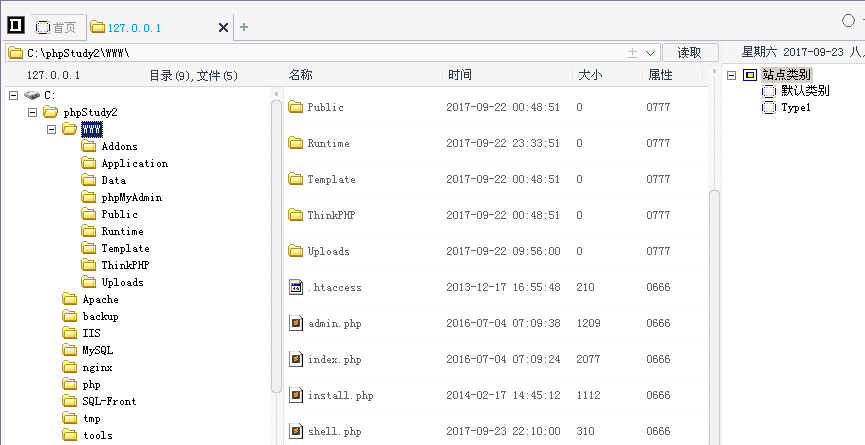 首页
127.0.0.1
C:\phpStudy2\WWW\
读取
星期六 2017-09-23
127.0.0.1
目录(9),文件(5)
名称 时间 大小 属性
C:
phpStudy2
WWW
Addons
Application
Data
phpMyAdmin
Public
Runtime
Template
ThinkPHP
Uploads
Apache
backup
IIS
MySQL
nginx
php
SQL-Front
tmp
tools
Public 2017-09-22 00:48:51 0 0777
Runtime 2017-09-22 23:33:51 0 0777
Template 2017-09-22 00:48:51 0 0777
ThinkPHP 2017-09-22 00:48:51 0 0777
Uploads 2017-09-22 09:56:00 0 0777
.htaccess 2013-12-17 16:55:48 210 0666
admin.php 2016-07-04 07:09:38 1209 0666
index.php 2016-07-04 07:09:24 2077 0666
install.php 2014-02-17 14:45:12 1112 0666
shell.php 2017-09-23 22:10:00 310 0666
站点类别
默认类别
Type1